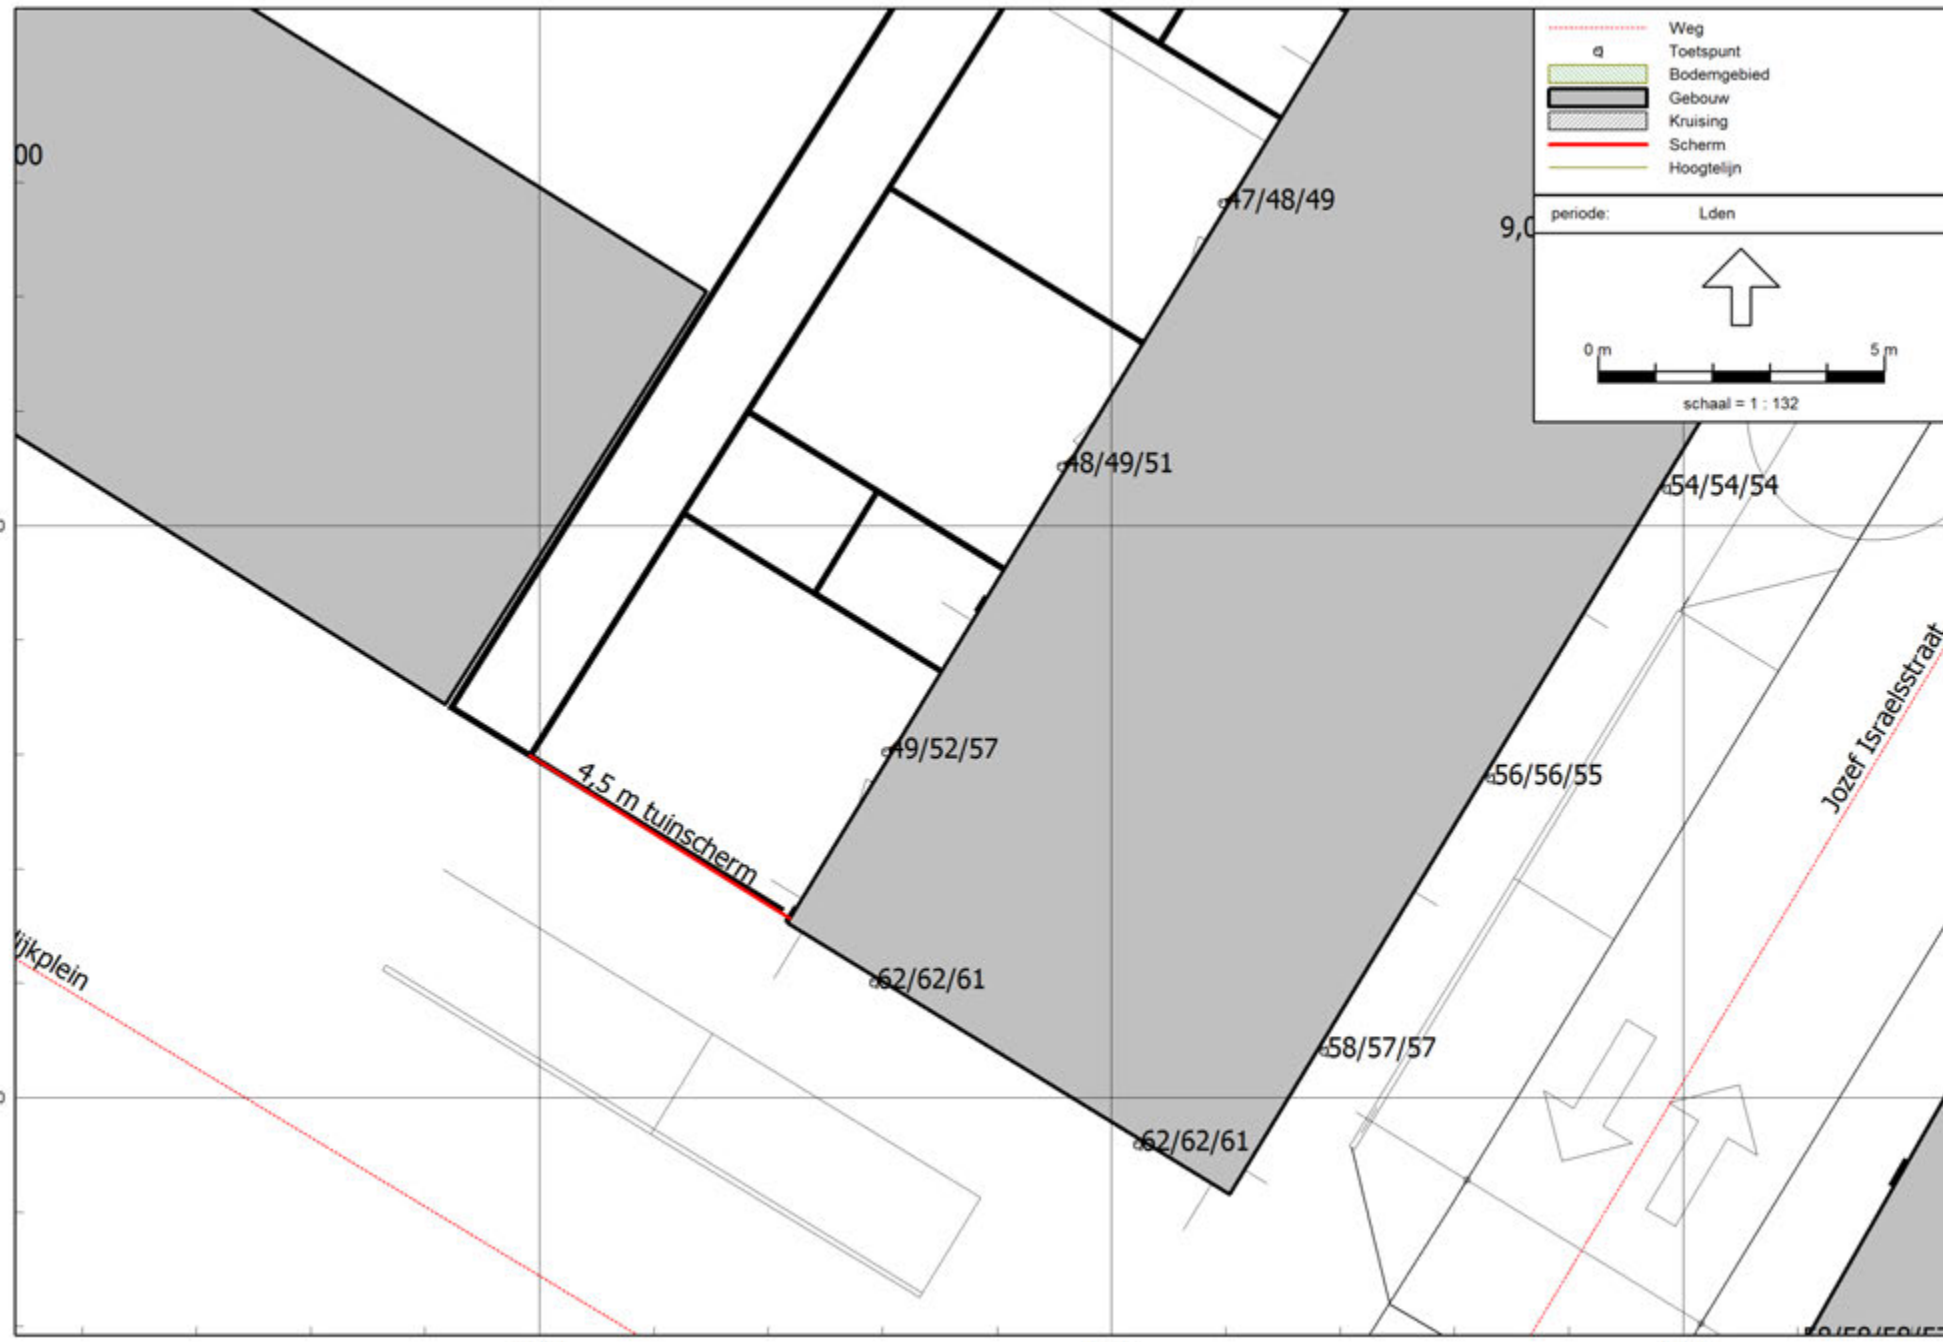 Weg
Toetspunt
Bodemgebied
Gebouw
Kruising
Scherm
Hoogtelijn
periode: Lden
0 m 5 m
schaal = 1 : 132
00
47/48/49
9,0
48/49/51
54/54/54
49/52/57
56/56/55
Jozef Israelsstraat
4,5 m tuinscherm
62/62/61
ijkplein
58/57/57
62/62/61